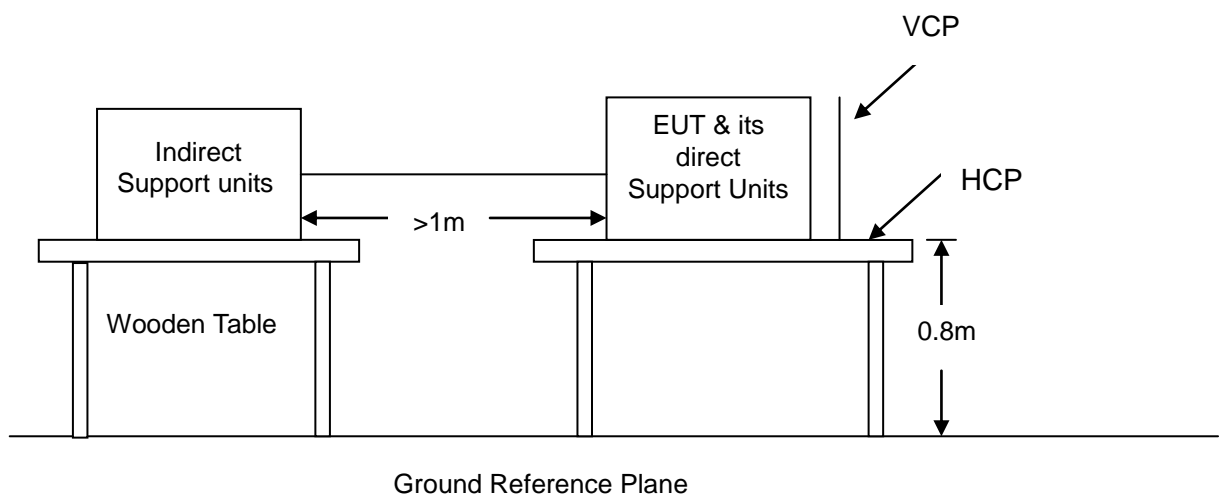 VCP
Indirect
Support units
EUT & its
direct
Support Units
HCP
>1m
Wooden Table
0.8m
Ground Reference Plane